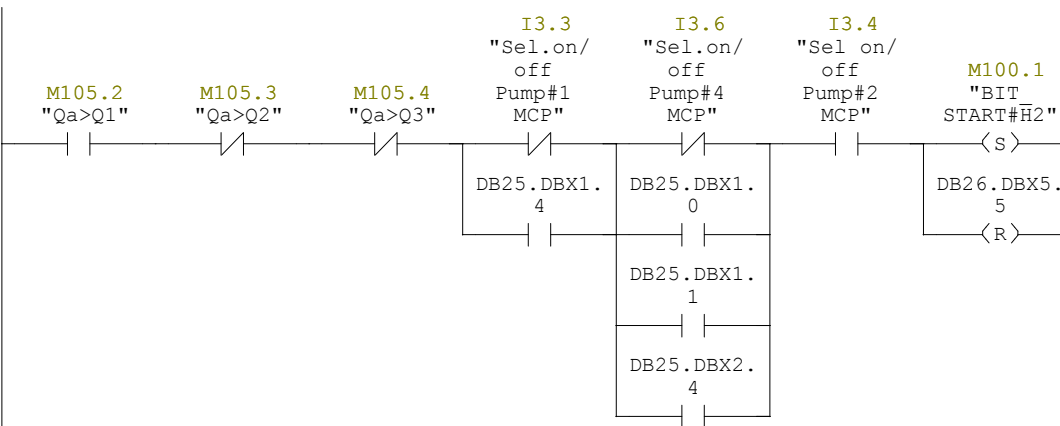 I3.3 I3.6 I3.4
"Sel.on/ "Sel.on/ "Sel on/
off off off M100.1
M105.2 M105.3 M105.4 Pump#1 Pump#4 Pump#2 "BIT_
"Qa>Q1" "Qa>Q2" "Qa>Q3" MCP" MCP" MCP" START#H2"
S
DB25.DBX1. DB25.DBX1. DB26.DBX5.
4 0 5
R
DB25.DBX1.
1
DB25.DBX2.
4